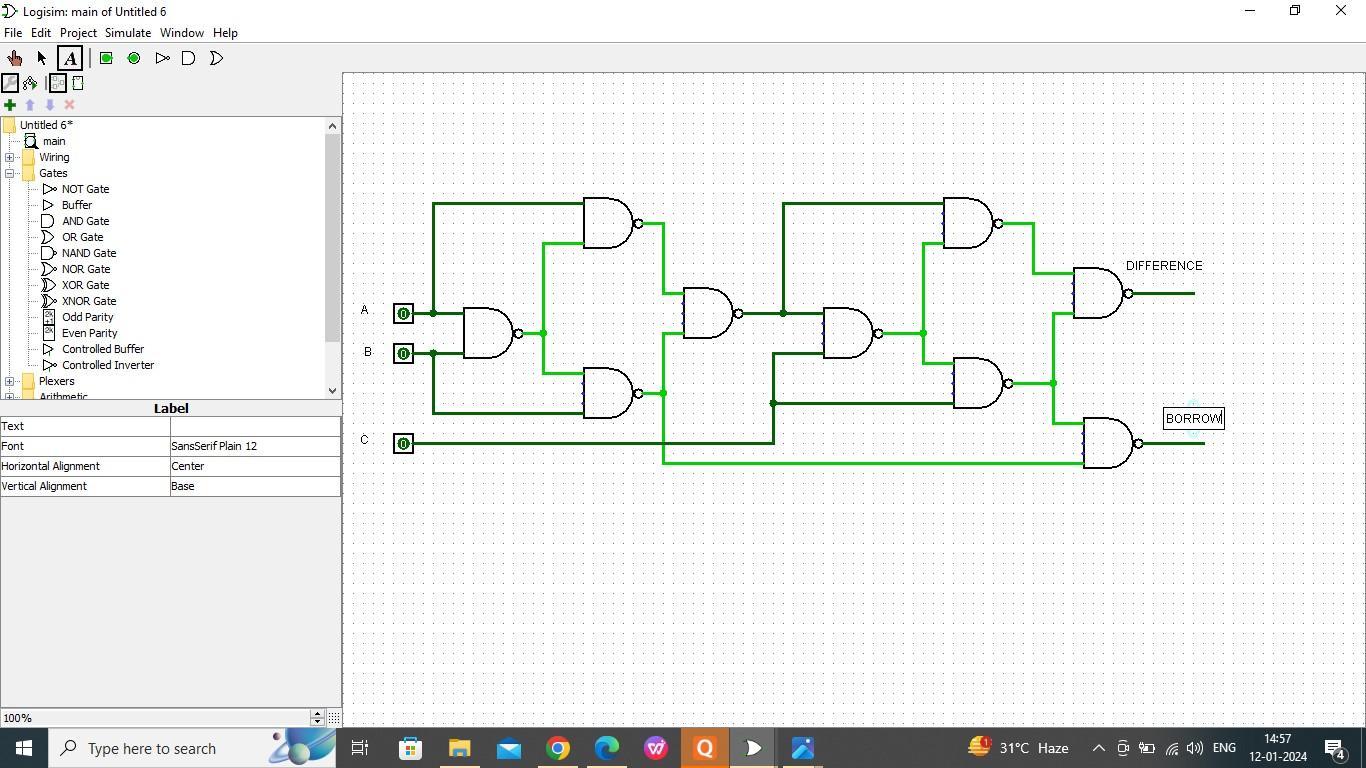 Logisim: main of Untitled 6
File Edit Project Simulate Window Help
A
Untitled 6*
main
Wiring
Gates
NOT Gate
Buffer
AND Gate
OR Gate
NAND Gate
NOR Gate
XOR Gate
XNOR Gate
Odd Parity
Even Parity
Controlled Buffer
Controlled Inverter
Plexers
Arithmetic
Label
Text
Font SansSerif Plain 12
Horizontal Alignment Center
Vertical Alignment Base
100%
DIFFERENCE
A 0
B 0
BORROW
C 0
Type here to search
Q
1
31°C Haze
ENG
14:57
12-01-2024
4